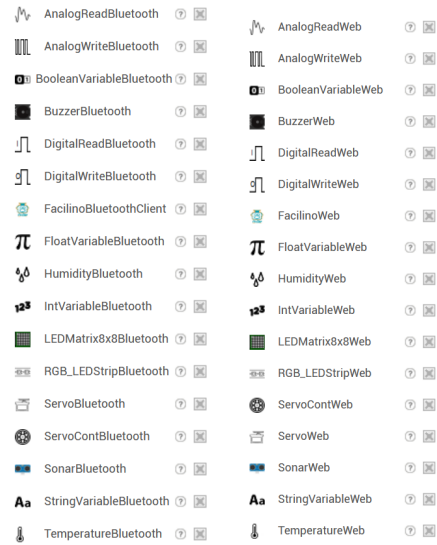 AnalogReadBluetooth
AnalogWriteBluetooth
BooleanVariableBluetooth
BuzzerBluetooth
DigitalReadBluetooth
DigitalWriteBluetooth
FacilinoBluetoothClient
FloatVariableBluetooth
HumidityBluetooth
IntVariableBluetooth
LEDMatrix8x8Bluetooth
RGB_LEDStripBluetooth
ServoBluetooth
ServoContBluetooth
SonarBluetooth
StringVariableBluetooth
TemperatureBluetooth
AnalogReadWeb
AnalogWriteWeb
BooleanVariableWeb
BuzzerWeb
DigitalReadWeb
DigitalWriteWeb
FacilinoWeb
FloatVariableWeb
HumidityWeb
IntVariableWeb
LEDMatrix8x8Web
RGB_LEDStripWeb
ServoContWeb
ServoWeb
SonarWeb
StringVariableWeb
TemperatureWeb